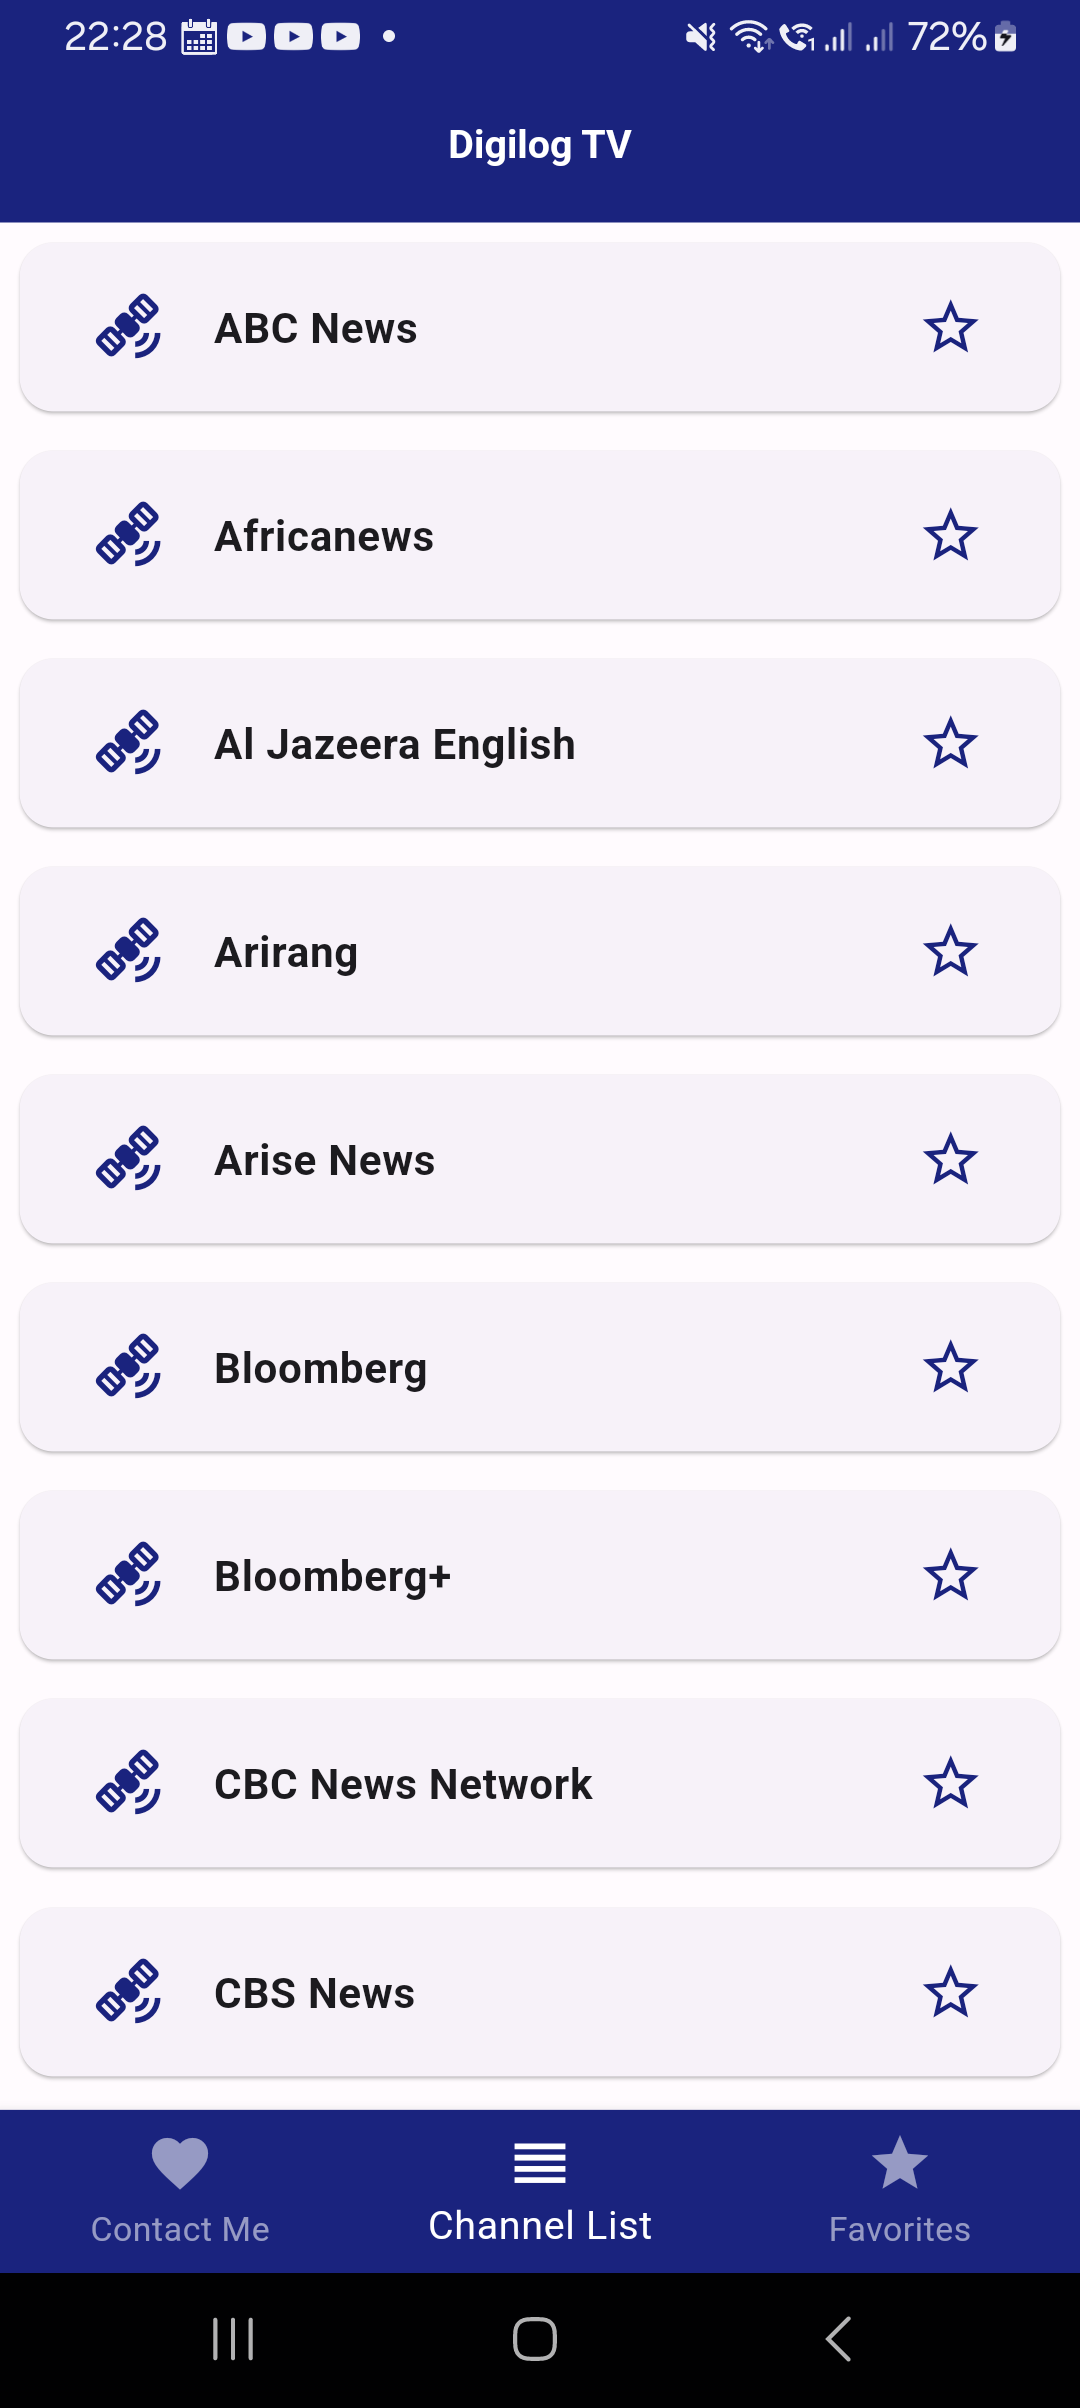 22:28 72%
Digilog TV
ABC News
Africanews
Al Jazeera English
Arirang
Arise News
Bloomberg
Bloomberg+
CBC News Network
CBS News
Contact Me Channel List Favorites